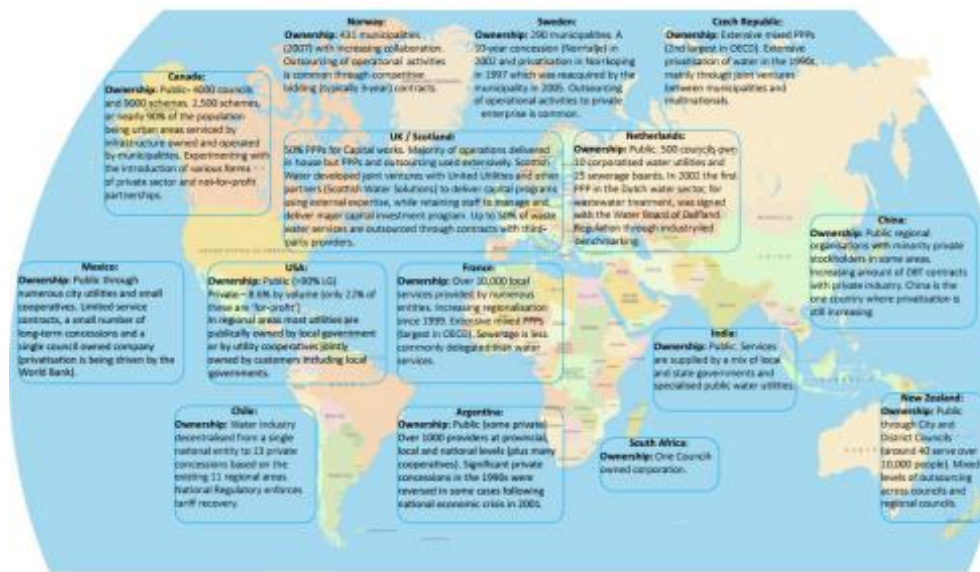 Norway:
Ownership: 431 municipalities
(2007) with increasing collaboration.
Outsourcing of operational activities
is common through competitive
bidding (typically 3-year) contracts.
Sweden:
Ownership: 290 municipalities. A
10-year concession (Norrtalje) in
2002 and privatisation in Norrkoping
in 1997 which was reacquired by the
municipality in 2005. Outsourcing
of operational activities to private
enterprise is common.
Czech Republic:
Ownership: Extensive mixed PPPs
(2nd largest in OECD). Extensive
privatisation of water in the 1990s,
mainly through joint ventures
between municipalities and
multinationals.
Canada:
Ownership: Public- 4000 councils
and 9000 schemes. 2,500 schemes,
or nearly 90% of the population
being urban areas serviced by
infrastructure owned and operated
by municipalities. Experimenting with
the introduction of various forms
of private sector and not-for-profit
partnerships.
UK / Scotland:
50% PPPs for Capital works. Majority of operations delivered
in house but PPPs and outsourcing used extensively. Scottish
Water developed joint ventures with United Utilities and other
partners (Scottish Water Solutions) to deliver capital programs
using external expertise, while retaining staff to manage and
deliver major capital investment program. Up to 50% of waste
water services are outsourced through contracts with third-
party providers.
Netherlands:
Ownership: Public. 500 councils own
10 corporatised water utilities and
25 sewerage boards. In 2002 the first
PPP in the Dutch water sector, for
wastewater treatment, was signed
with the Water Board of Delfland
Regulation through industry-led
benchmarking.
China:
Ownership: Public regional
organisations with minority private
stockholders in some areas.
Increasing amount of DBT contracts
with private industry. China is the
one country where privatisation is
still increasing
Mexico:
Ownership: Public through
numerous city utilities and small
cooperatives. Limited service
contracts, a small number of
long-term concessions and a
single council owned company
(privatisation is being driven by the
World Bank).
USA:
Ownership: Public (>90% LG)
Private~ 8.6% by volume (only 22% of
these are 'for-profit')
In regional areas most utilities are
publically owned by local government
or by utility cooperatives jointly
owned by customers including local
governments.
France:
Ownership: Over 10,000 local
services provided by numerous
entities. Increasing regionalisation
since 1999. Extensive mixed PPPs
(largest in OECD). Sewerage is less
commonly delegated than water
services.
India:
Ownership: Public. Services
are supplied by a mix of local
and state governments and
specialised public water utilities.
Chile:
Ownership: Water industry
decentralised from a single
national entity to 13 private
concessions based on the
existing 11 regional areas.
National Regulatory enforces
tariff recovery.
Argentina:
Ownership: Public (some private)
Over 1000 providers at provincial,
local and national levels (plus many
cooperatives). Significant private
concessions in the 1990s were
reversed in some cases following
national economic crisis in 2001.
South Africa:
Ownership: One Council-
owned corporation.
New Zealand:
Ownership: Public
through City and
District Councils
(around 40 serve over
10,000 people). Mixed
levels of outsourcing
across councils and
regional councils.